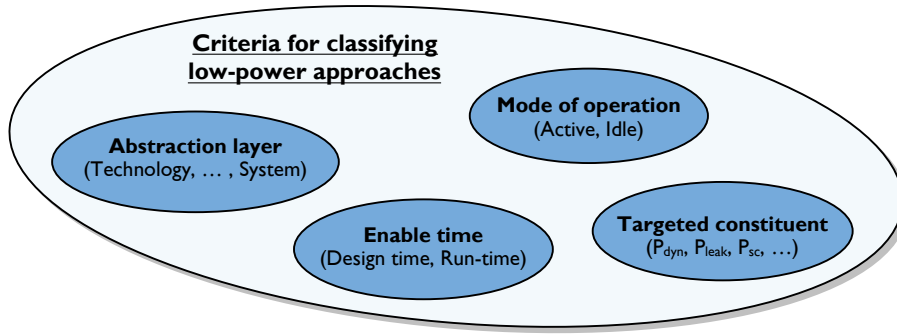 Criteria for classifying
low-power approaches
Mode of operation
(Active, Idle)
Abstraction layer
(Technology, … , System)
Enable time
(Design time, Run-time)
Targeted constituent
(Pdyn, Pleak, Psc, …)